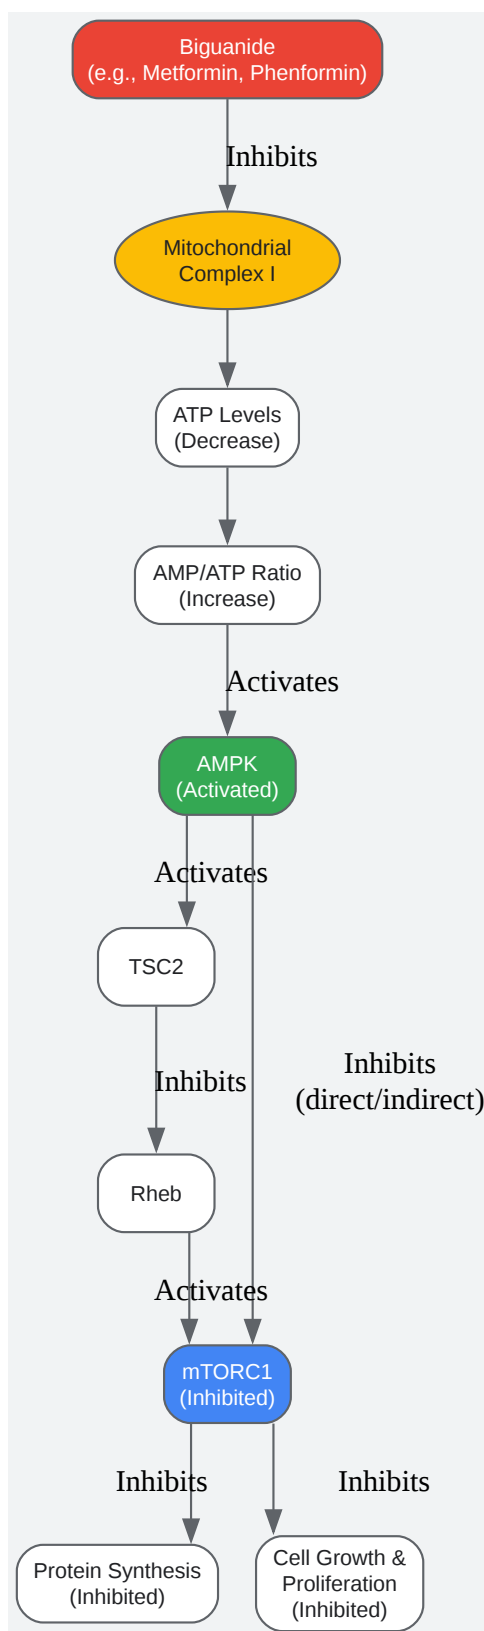 Biguanide
(e.g., Metformin, Phenformin)
Inhibits
Mitochondrial
Complex I
ATP Levels
(Decrease)
AMP/ATP Ratio
(Increase)
Activates
AMPK
(Activated)
Activates
TSC2
Inhibits
(direct/indirect)
Inhibits
Rheb
Activates
mTORC1
(Inhibited)
Inhibits
Inhibits
Protein Synthesis
(Inhibited)
Cell Growth &
Proliferation
(Inhibited)